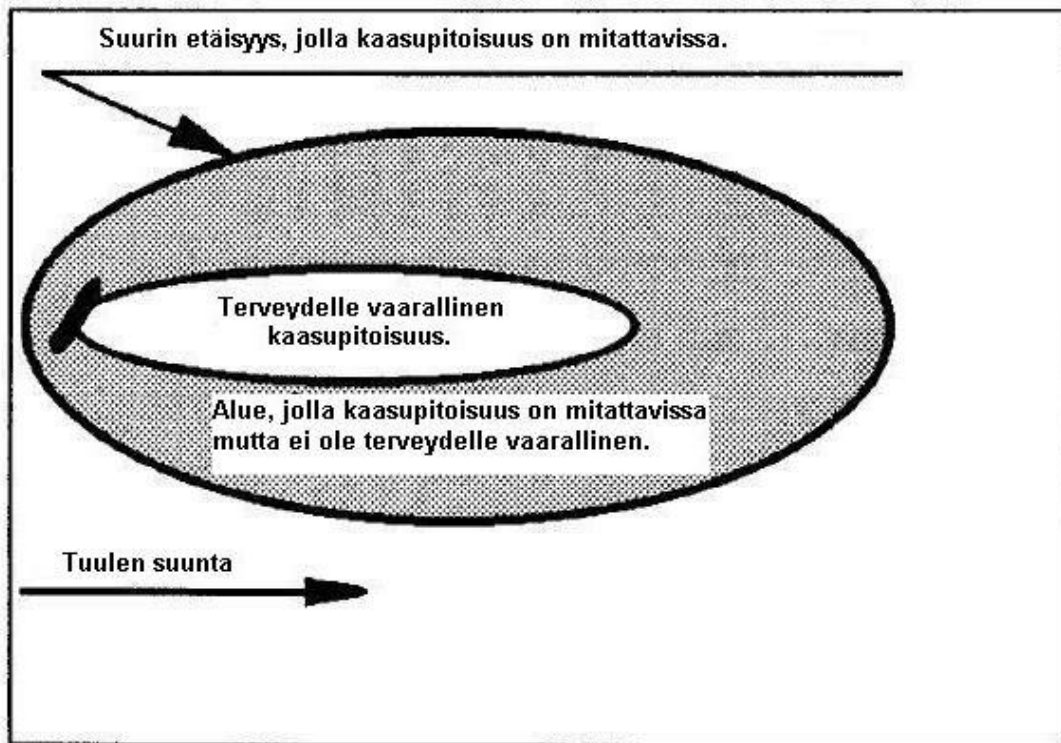 Suurin etäisyys, jolla kaasupitoisuus on mitattavissa.
Terveydelle vaarallinen
kaasupitoisuus.
Alue, jolla kaasupitoisuus on mitattavissa
mutta ei ole terveydelle vaarallinen.
Tuulen suunta